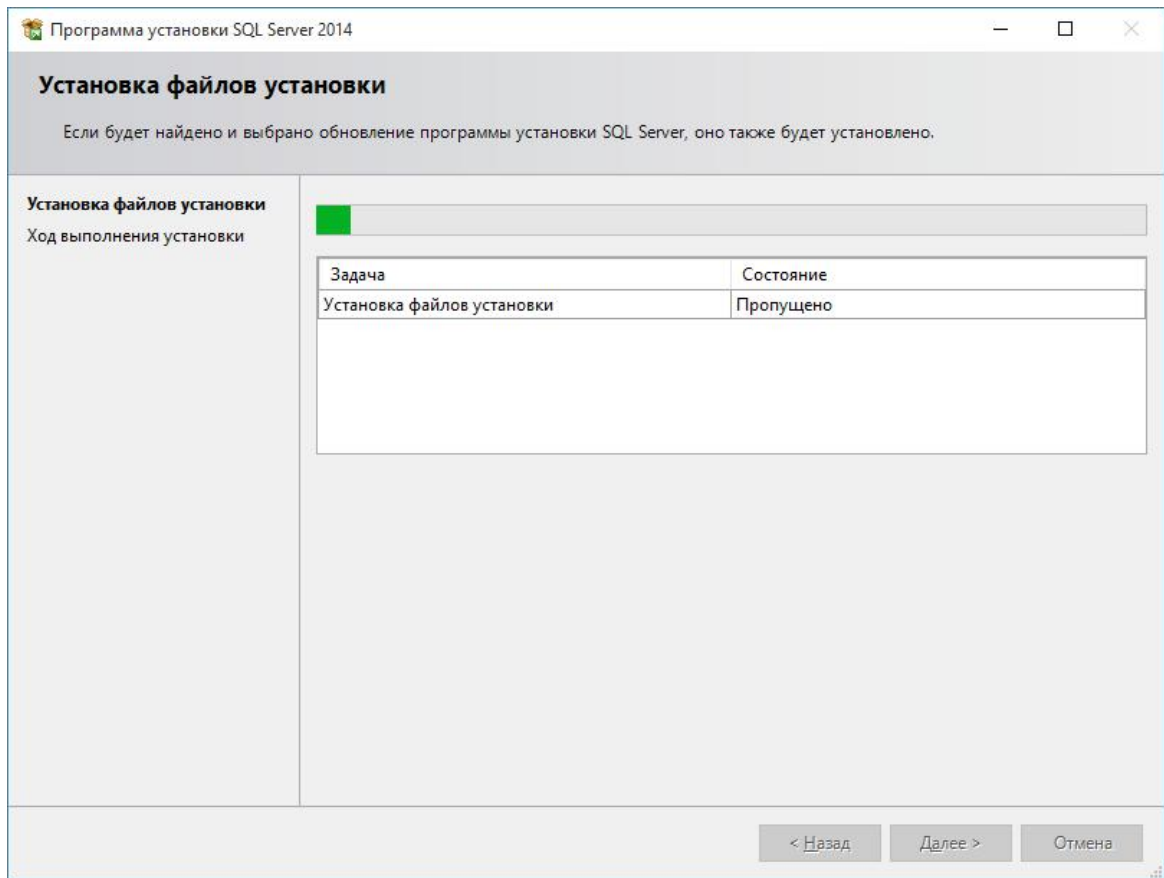 Программа установки SQL Server 2014
Установка файлов установки
Если будет найдено и выбрано обновление программы установки SQL Server, оно также будет установлено.
Установка файлов установки
Ход выполнения установки
Задача Состояние
Установка файлов установки Пропущено
< Назад Далее > Отмена